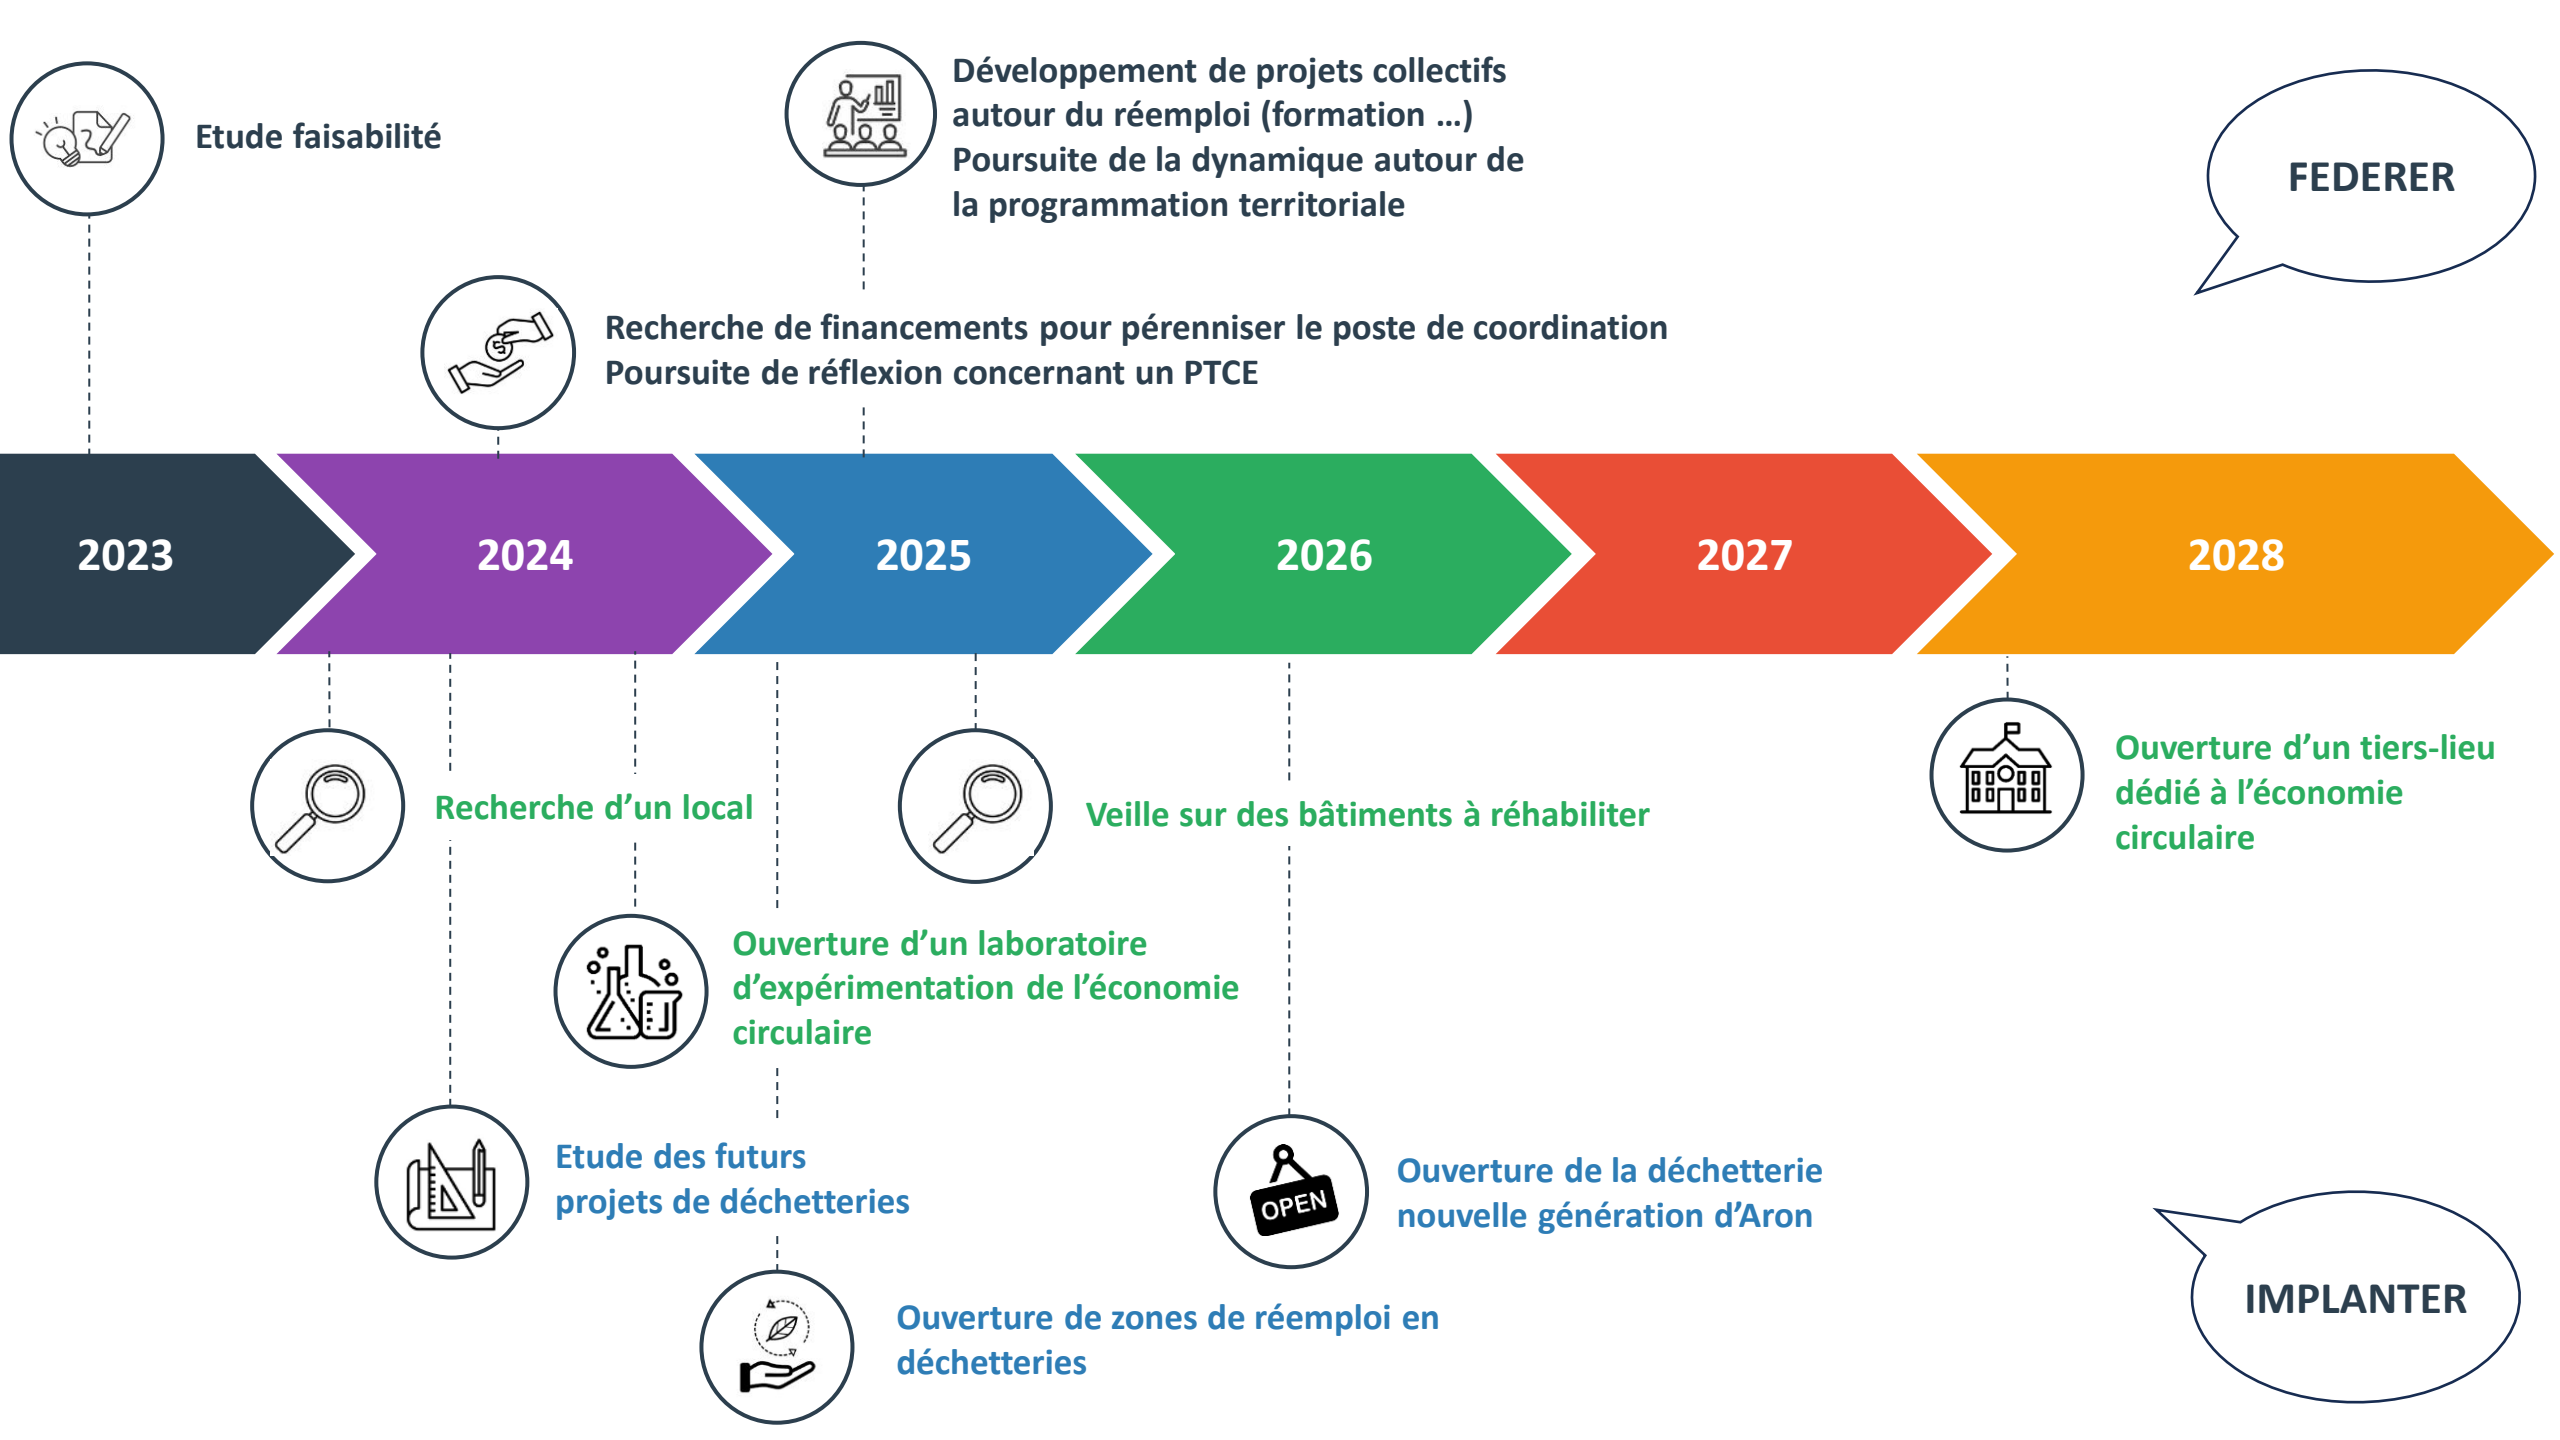 Etude faisabilité
Développement de projets collectifs
autour du réemploi (formation …)
Poursuite de la dynamique autour de
la programmation territoriale
FEDERER
Recherche de financements pour pérenniser le poste de coordination
Poursuite de réflexion concernant un PTCE
2023
2024
2025
2026
2027
2028
Recherche d’un local
Veille sur des bâtiments à réhabiliter
Ouverture d’un tiers-lieu
dédié à l’économie
circulaire
Ouverture d’un laboratoire
d’expérimentation de l’économie
circulaire
Etude des futurs
projets de déchetteries
OPEN
Ouverture de la déchetterie
nouvelle génération d’Aron
Ouverture de zones de réemploi en
déchetteries
IMPLANTER